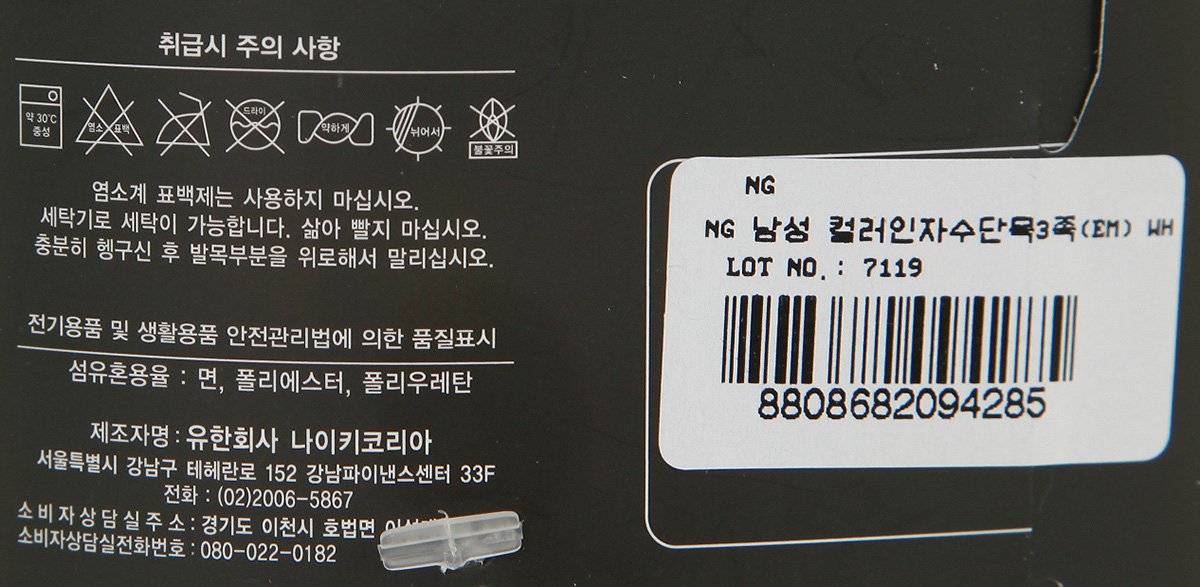 취급시 주의 사항
약 30℃
중성
염소 표백
드라이
약하게
뉘어서
불꽃주의
염소계 표백제는 사용하지 마십시오.
세탁기로 세탁이 가능합니다. 삶아 빨지 마십시오.
충분히 헹구신 후 발목부분을 위로해서 말리십시오.
전기용품 및 생활용품 안전관리법에 의한 품질표시
섬유혼용율 : 면, 폴리에스터, 폴리우레탄
제조자명 : 유한회사 나이키코리아
서울특별시 강남구 테헤란로 152 강남파이낸스센터 33F
전화 : (02)2006-5867
소비자상담실주소 : 경기도 이천시 호법면
소비자상담실전화번호 : 080-022-0182
NG
NG 남성 컬러인자수단목3족(EM) WH
LOT NO. : 7119
8808682094285